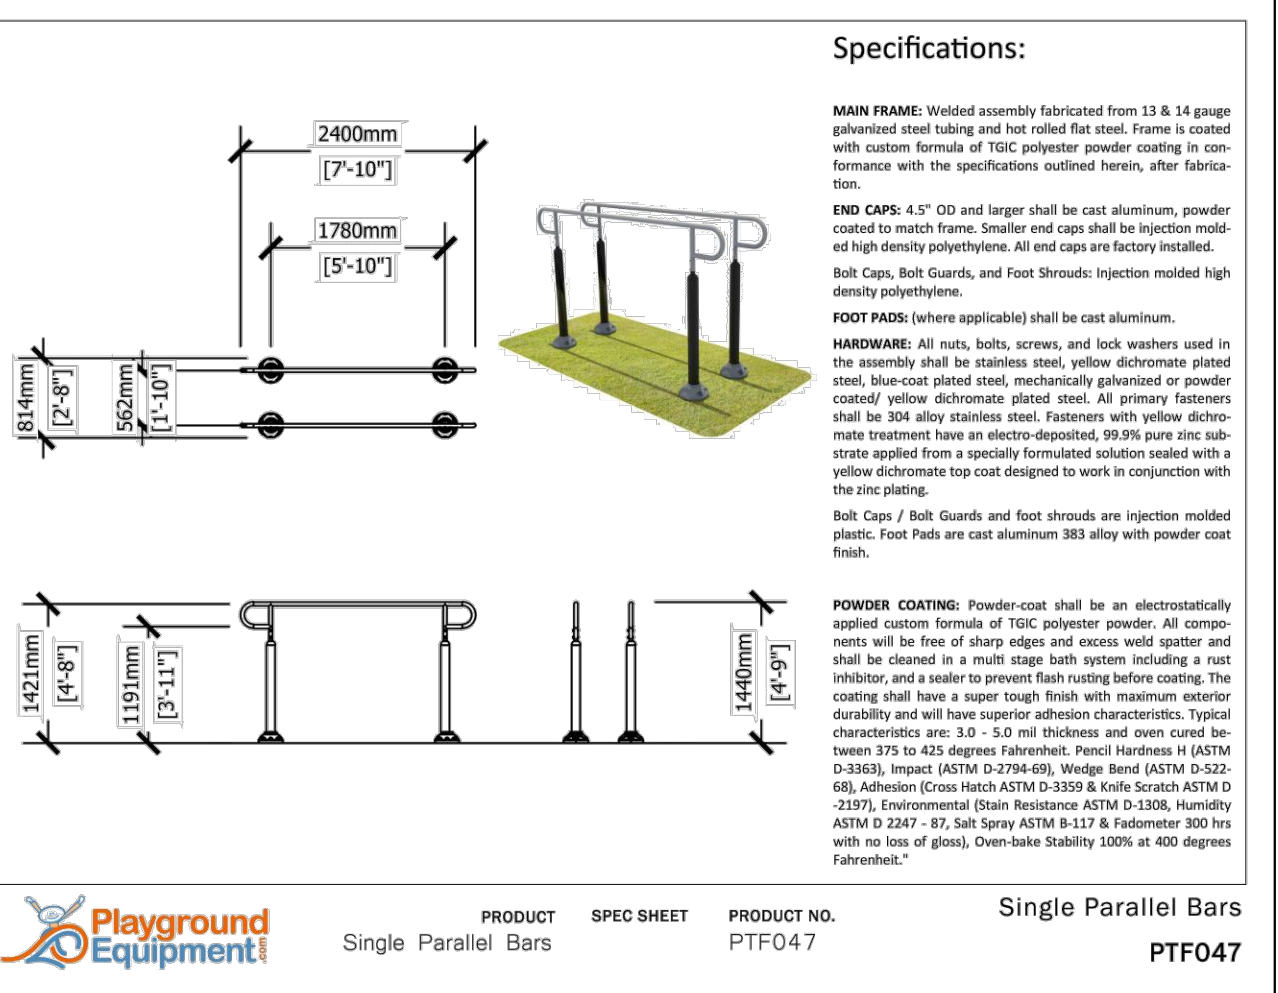 Specifications:
MAIN FRAME: Welded assembly fabricated from 13 & 14 gauge
galvanized steel tubing and hot rolled flat steel. Frame is coated
with custom formula of TGIC polyester powder coating in con-
formance with the specifications outlined herein, after fabrica-
tion.
END CAPS: 4.5" OD and larger shall be cast aluminum, powder
coated to match frame. Smaller end caps shall be injection mold-
ed high density polyethylene. All end caps are factory installed.
Bolt Caps, Bolt Guards, and Foot Shrouds: Injection molded high
density polyethylene.
FOOT PADS: (where applicable) shall be cast aluminum.
HARDWARE: All nuts, bolts, screws, and lock washers used in
the assembly shall be stainless steel, yellow dichromate plated
steel, blue-coat plated steel, mechanically galvanized or powder
coated/ yellow dichromate plated steel. All primary fasteners
shall be 304 alloy stainless steel. Fasteners with yellow dichro-
mate treatment have an electro-deposited, 99.9% pure zinc sub-
strate applied from a specially formulated solution sealed with a
yellow dichromate top coat designed to work in conjunction with
the zinc plating.
Bolt Caps / Bolt Guards and foot shrouds are injection molded
plastic. Foot Pads are cast aluminum 383 alloy with powder coat
finish.
POWDER COATING: Powder-coat shall be an electrostatically
applied custom formula of TGIC polyester powder. All compo-
nents will be free of sharp edges and excess weld spatter and
shall be cleaned in a multi stage bath system including a rust
inhibitor, and a sealer to prevent flash rusting before coating. The
coating shall have a super tough finish with maximum exterior
durability and will have superior adhesion characteristics. Typical
characteristics are: 3.0 - 5.0 mil thickness and oven cured be-
tween 375 to 425 degrees Fahrenheit. Pencil Hardness H (ASTM
D-3363), Impact (ASTM D-2794-69), Wedge Bend (ASTM D-522-
68), Adhesion (Cross Hatch ASTM D-3359 & Knife Scratch ASTM D
-2197), Environmental (Stain Resistance ASTM D-1308, Humidity
ASTM D 2247 - 87, Salt Spray ASTM B-117 & Fadometer 300 hrs
with no loss of gloss), Oven-bake Stability 100% at 400 degrees
Fahrenheit."
2400mm
[7'-10"]
1780mm
[5'-10"]
814mm
[2'-8"]
562mm
[1'-10"]
1421mm
[4'-8"]
1191mm
[3'-11"]
1440mm
[4'-9"]
Playground
Equipment.com
PRODUCT
Single Parallel Bars
SPEC SHEET
PRODUCT NO.
PTF047
Single Parallel Bars
PTF047